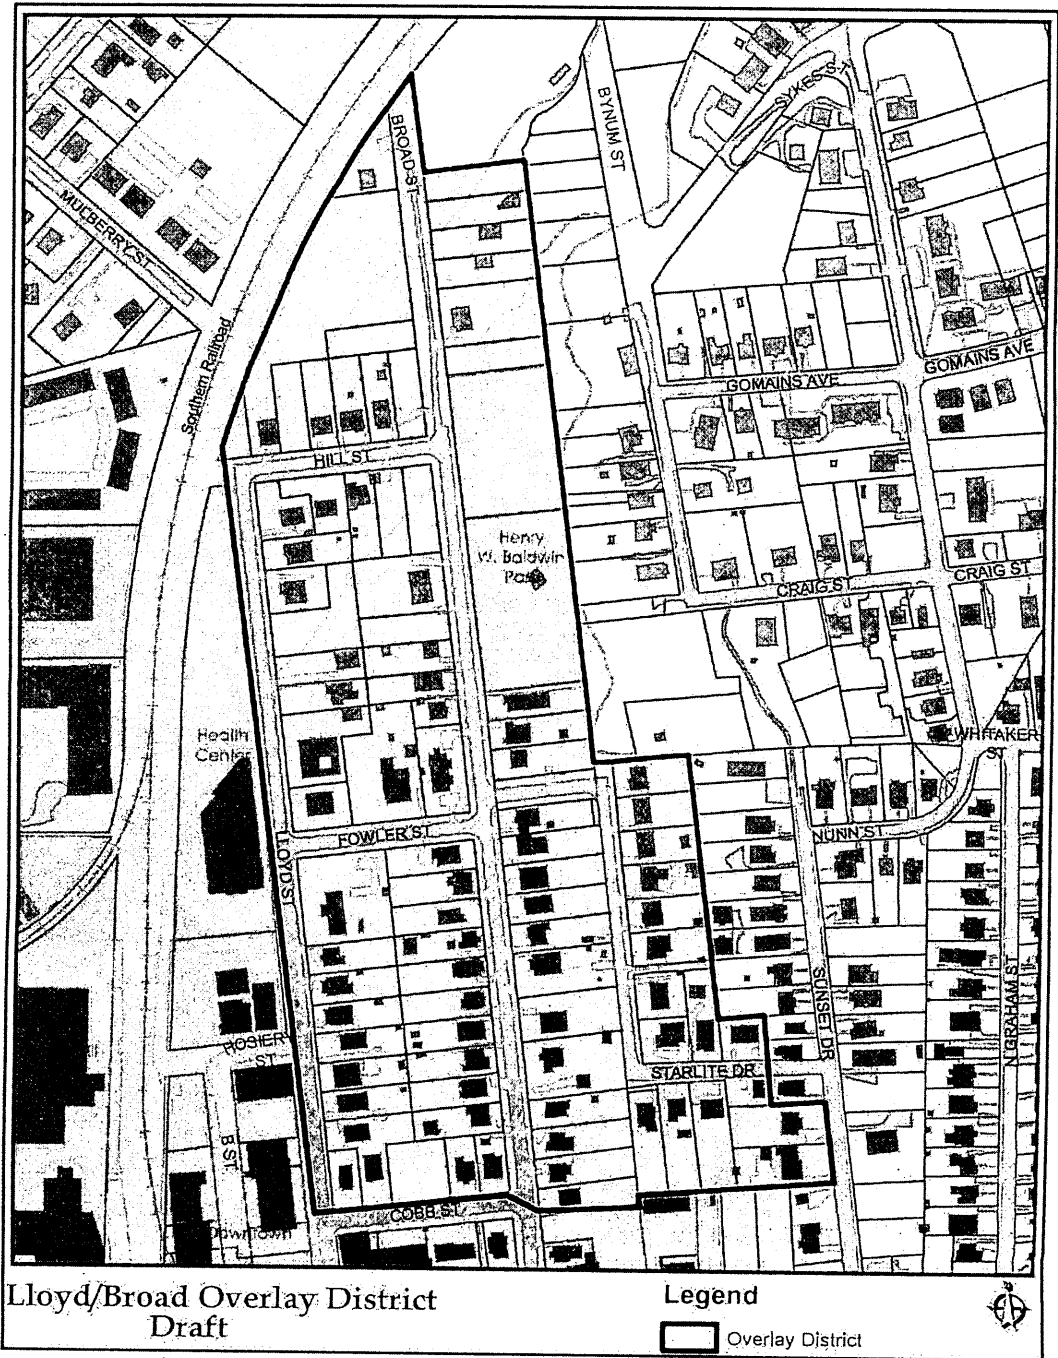 BROAD ST
BYNUM ST
SYKES ST
MULBERRY ST
Southern Railroad
GOMAINS AVE
GOMAINS AVE
HILL ST
Henry
W. Baldwin
Park
CRAIG ST
CRAIG ST
Health
Center
WHITAKER
ST
FOWLER ST
NUNN ST
LLOYD ST
SUNSET DR
N GRAHAM ST
ROSIER
ST
STARLITE DR
B ST
COBB ST
DownTown
Lloyd/Broad Overlay District
Draft
Legend
Overlay District